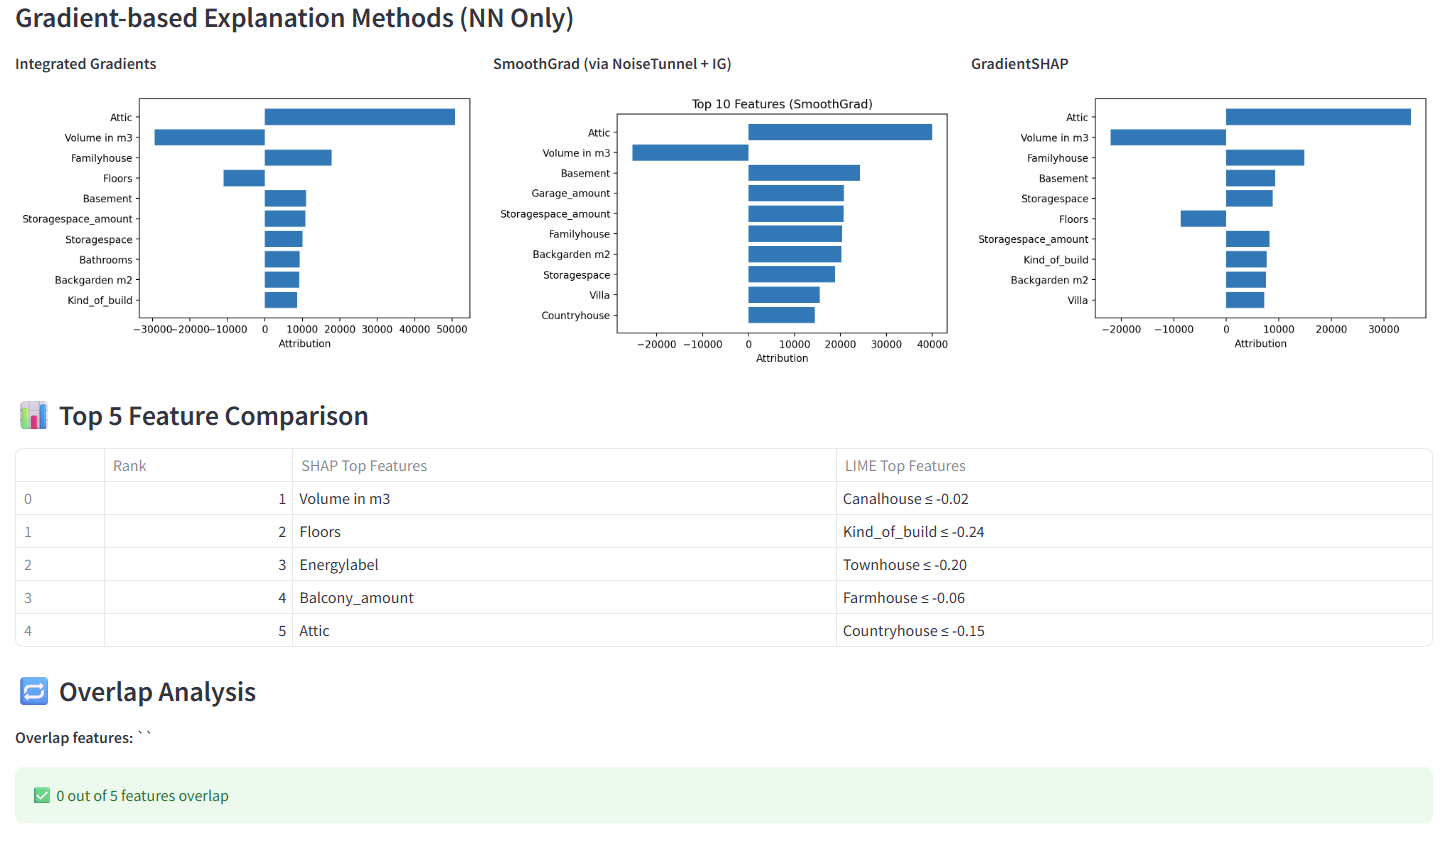 Gradient-based Explanation Methods (NN Only)
Integrated Gradients
Attic
Volume in m3
Familyhouse
Floors
Basement
Storagespace_amount
Storagespace
Bathrooms
Backgarden m2
Kind_of_build
−30000−20000−10000 0 10000 20000 30000 40000 50000
Attribution
SmoothGrad (via NoiseTunnel + IG)
Top 10 Features (SmoothGrad)
Attic
Volume in m3
Basement
Garage_amount
Storagespace_amount
Familyhouse
Backgarden m2
Storagespace
Villa
Countryhouse
−20000 −10000 0 10000 20000 30000 40000
Attribution
GradientSHAP
Attic
Volume in m3
Familyhouse
Basement
Storagespace
Floors
Storagespace_amount
Kind_of_build
Backgarden m2
Villa
−20000 −10000 0 10000 20000 30000
Attribution
Top 5 Feature Comparison
Rank SHAP Top Features LIME Top Features
0 1 Volume in m3 Canalhouse ≤ -0.02
1 2 Floors Kind_of_build ≤ -0.24
2 3 Energylabel Townhouse ≤ -0.20
3 4 Balcony_amount Farmhouse ≤ -0.06
4 5 Attic Countryhouse ≤ -0.15
Overlap Analysis
Overlap features: ``
0 out of 5 features overlap